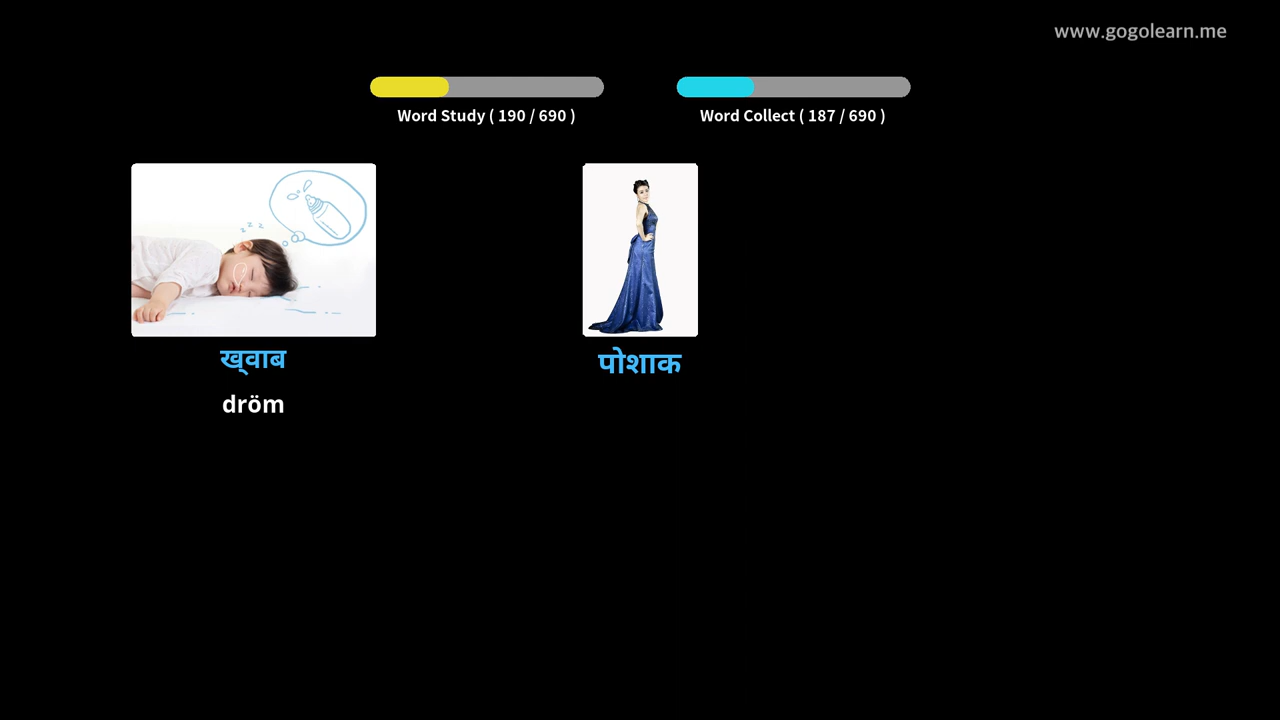 www.gogolearn.me
Word Study ( 190 / 690 )
Word Collect ( 187 / 690 )
z z z
ख्वाब
dröm
पोशाक